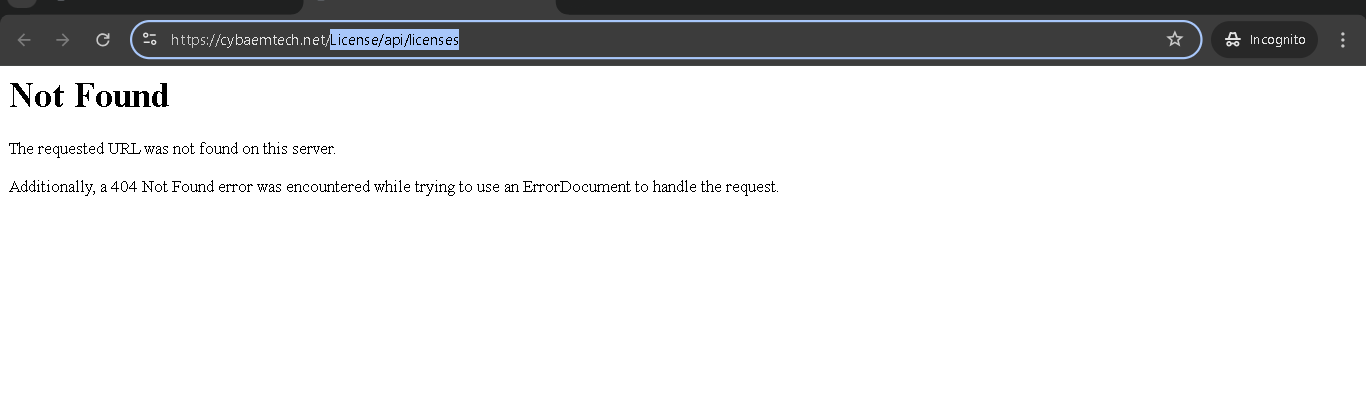 https://cybaemtech.net/License/api/licenses
Incognito
Not Found
The requested URL was not found on this server.
Additionally, a 404 Not Found error was encountered while trying to use an ErrorDocument to handle the request.